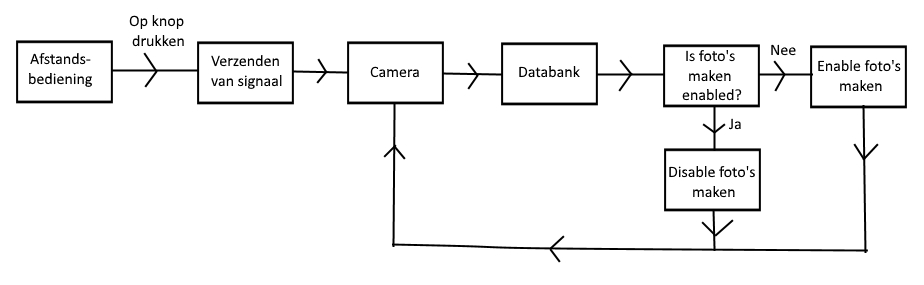 Op knop
drukken
Afstands-
bediening
Verzenden
van signaal
Camera
Databank
Is foto's
maken
enabled?
Nee
Enable foto's
maken
Ja
Disable foto's
maken